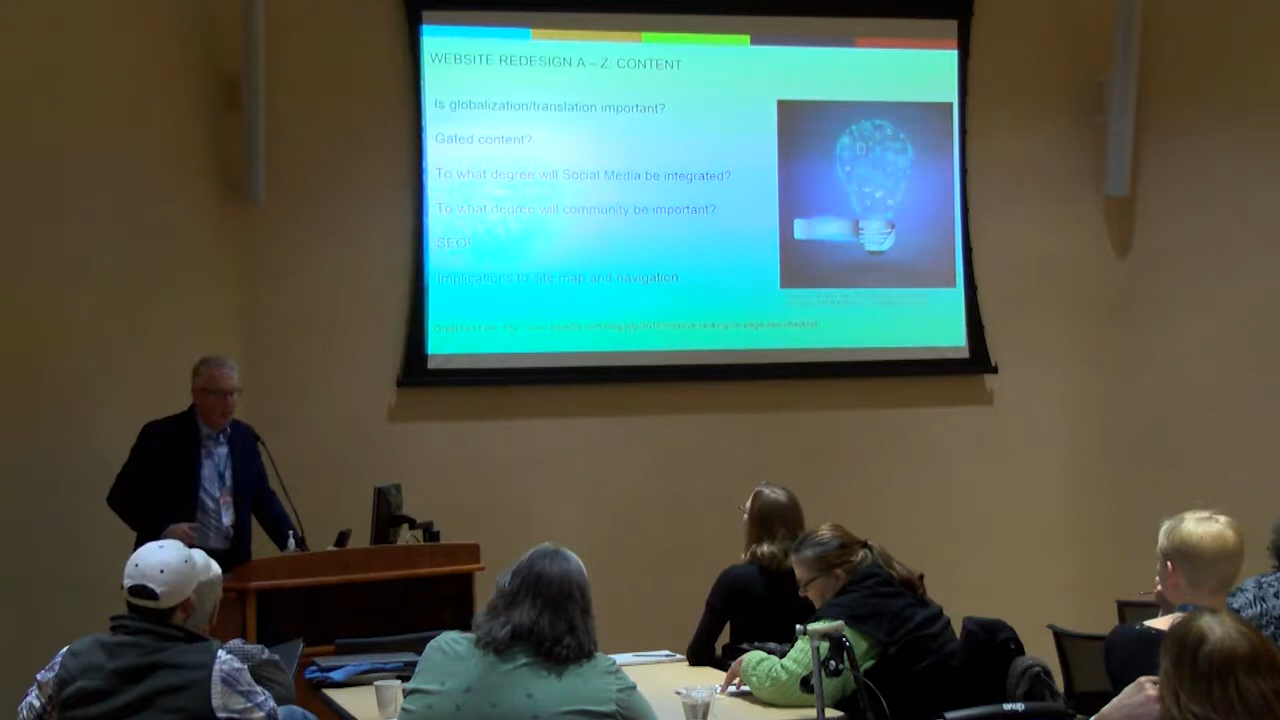 WEBSITE REDESIGN A – Z: CONTENT
Is globalization/translation important?
Gated content?
To what degree will Social Media be integrated?
To what degree will community be important?
SEO!
Implications to site map and navigation
drive